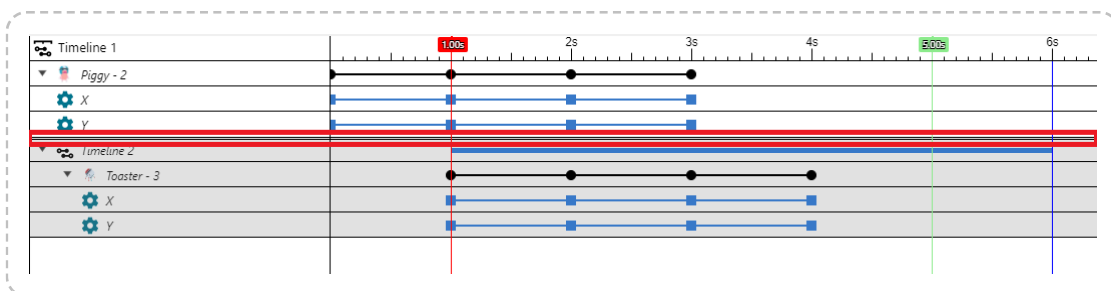 Timeline 1 1.00s 2s 3s 4s 5.00s 6s
Piggy - 2
X
Y
Timeline 2
Toaster - 3
X
Y